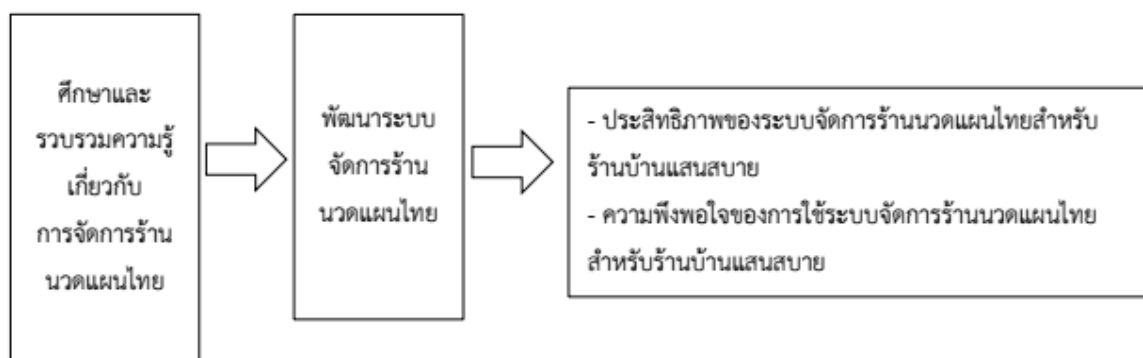 ศึกษาและ
รวบรวมความรู้
เกี่ยวกับ
การจัดการร้าน
นวดแผนไทย
พัฒนาระบบ
จัดการร้าน
นวดแผนไทย
- ประสิทธิภาพของระบบจัดการร้านนวดแผนไทยสำหรับ
ร้านบ้านแสนสบาย
- ความพึงพอใจของการใช้ระบบจัดการร้านนวดแผนไทย
สำหรับร้านบ้านแสนสบาย